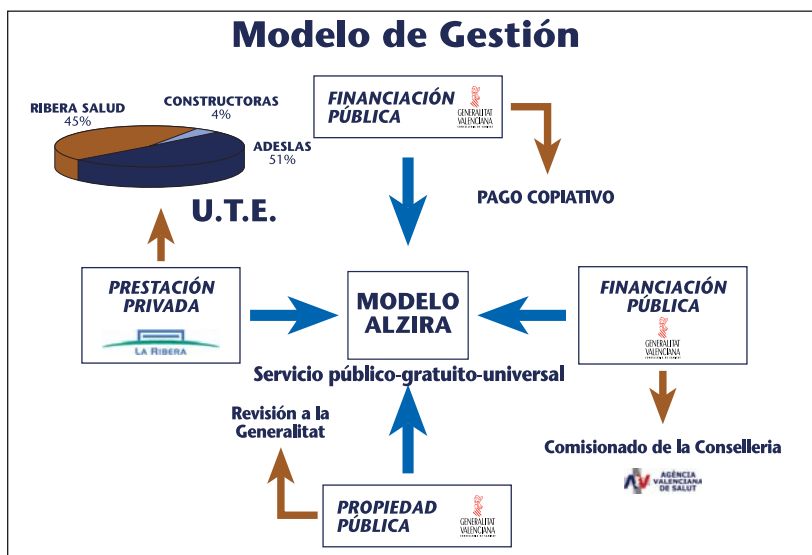 Modelo de Gestión
RIBERA SALUD
45%
CONSTRUCTORAS
4%
ADESLAS
51%
U.T.E.
FINANCIACIÓN
PÚBLICA
GENERALITAT
VALENCIANA
PAGO COPIATIVO
PRESTACIÓN
PRIVADA
LA RIBERA
MODELO
ALZIRA
Servicio público-gratuito-universal
FINANCIACIÓN
PÚBLICA
GENERALITAT
VALENCIANA
Revisión a la
Generalitat
Comisionado de la Conselleria
AGÈNCIA
VALENCIANA
DE SALUT
PROPIEDAD
PÚBLICA
GENERALITAT
VALENCIANA